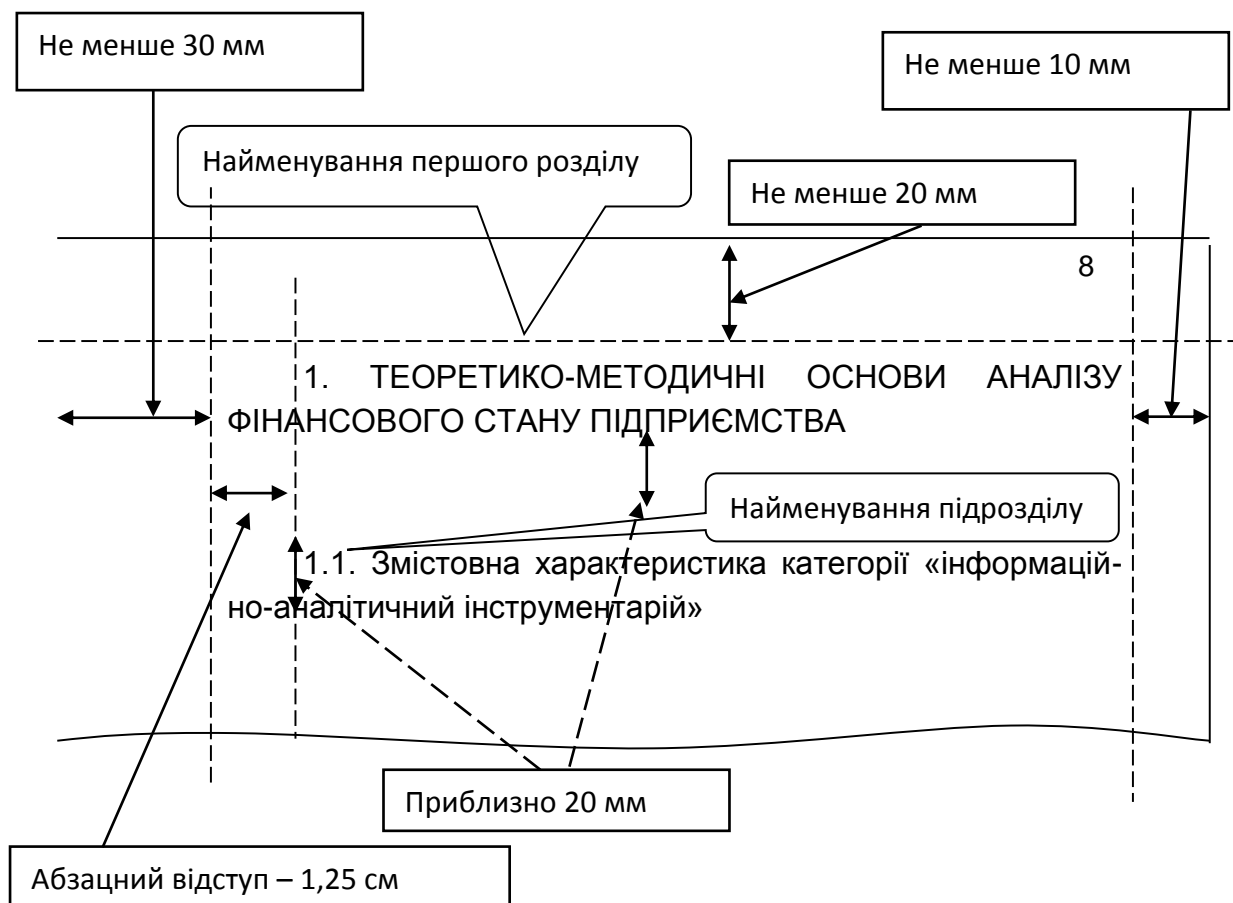 Не менше 30 мм
Не менше 10 мм
Найменування першого розділу
Не менше 20 мм
8
1. ТЕОРЕТИКО-МЕТОДИЧНІ ОСНОВИ АНАЛІЗУ
ФІНАНСОВОГО СТАНУ ПІДПРИЄМСТВА
Найменування підрозділу
1.1. Змістовна характеристика категорії «інформацій-
но-аналітичний інструментарій»
Приблизно 20 мм
Абзацний відступ – 1,25 см